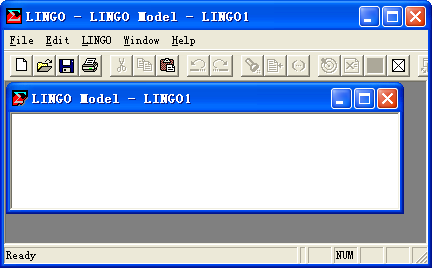 LINGO - LINGO Model - LINGO1
File Edit LINGO Window Help
LINGO Model - LINGO1
Ready NUM